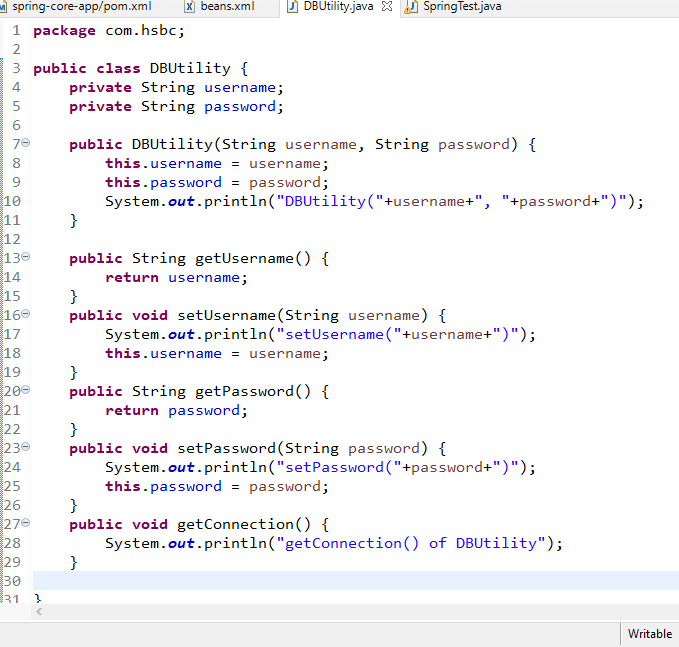 spring-core-app/pom.xml beans.xml DBUtility.java SpringTest.java
1 package com.hsbc;
2
3 public class DBUtility {
4     private String username;
5     private String password;
6
7     public DBUtility(String username, String password) {
8         this.username = username;
9         this.password = password;
10         System.out.println("DBUtility("+username+", "+password+")");
11     }
12
13     public String getUsername() {
14         return username;
15     }
16     public void setUsername(String username) {
17         System.out.println("setUsername("+username+")");
18         this.username = username;
19     }
20     public String getPassword() {
21         return password;
22     }
23     public void setPassword(String password) {
24         System.out.println("setPassword("+password+")");
25         this.password = password;
26     }
27     public void getConnection() {
28         System.out.println("getConnection() of DBUtility");
29     }
30
31 }
Writable